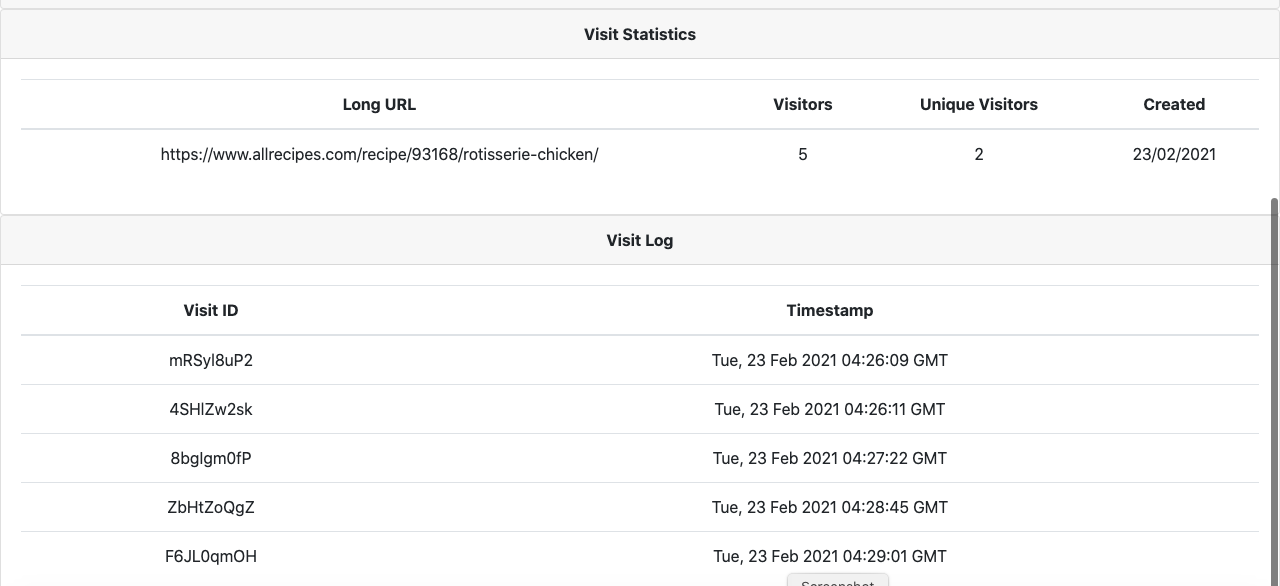 Visit Statistics
Long URL Visitors Unique Visitors Created
https://www.allrecipes.com/recipe/93168/rotisserie-chicken/ 5 2 23/02/2021
Visit Log
Visit ID Timestamp
mRSyl8uP2 Tue, 23 Feb 2021 04:26:09 GMT
4SHlZw2sk Tue, 23 Feb 2021 04:26:11 GMT
8bglgm0fP Tue, 23 Feb 2021 04:27:22 GMT
ZbHtZoQgZ Tue, 23 Feb 2021 04:28:45 GMT
F6JL0qmOH Tue, 23 Feb 2021 04:29:01 GMT
Screenshot